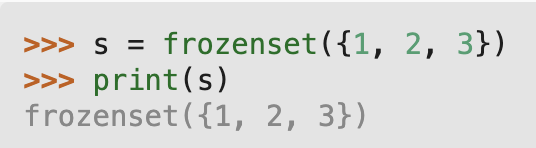 >>> s = frozenset({1, 2, 3})
>>> print(s)
frozenset({1, 2, 3})